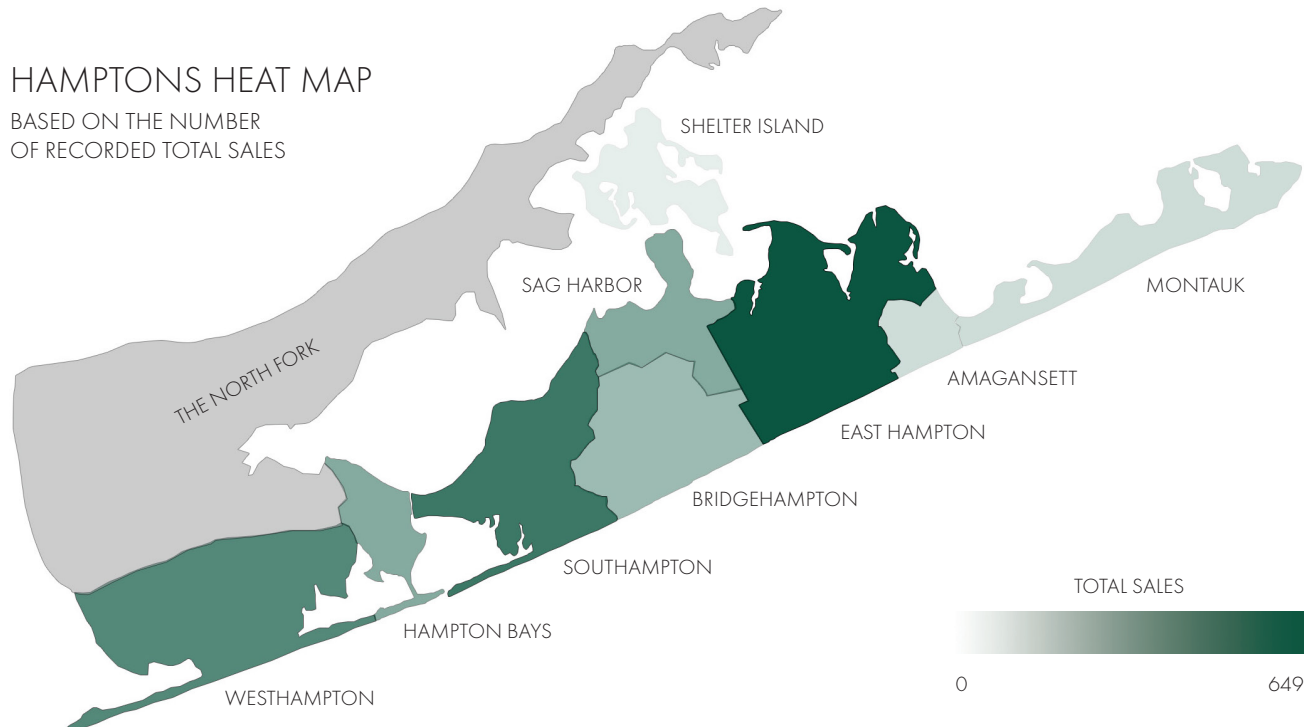 HAMPTONS HEAT MAP
BASED ON THE NUMBER
OF RECORDED TOTAL SALES
SHELTER ISLAND
SAG HARBOR
MONTAUK
THE NORTH FORK
AMAGANSETT
EAST HAMPTON
BRIDGEHAMPTON
SOUTHAMPTON
HAMPTON BAYS
WESTHAMPTON
TOTAL SALES
0 649